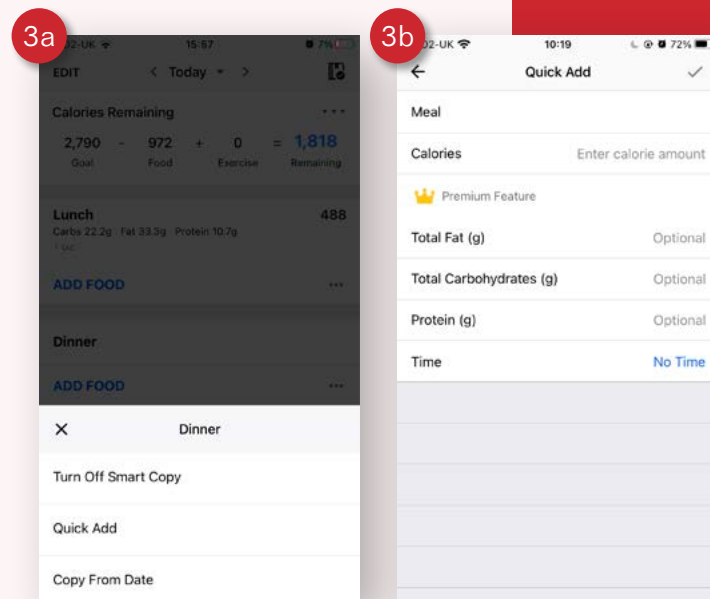 3a
02-UK 15:57 7%
EDIT < Today >
Calories Remaining ...
2,790 - 972 + 0 = 1,818
Goal Food Exercise Remaining
Lunch 488
Carbs 22.2g Fat 33.3g Protein 10.7g
ADD FOOD ...
Dinner
ADD FOOD ...
× Dinner
Turn Off Smart Copy
Quick Add
Copy From Date
3b
02-UK 10:19 72%
← Quick Add ✓
Meal
Calories Enter calorie amount
Premium Feature
Total Fat (g) Optional
Total Carbohydrates (g) Optional
Protein (g) Optional
Time No Time